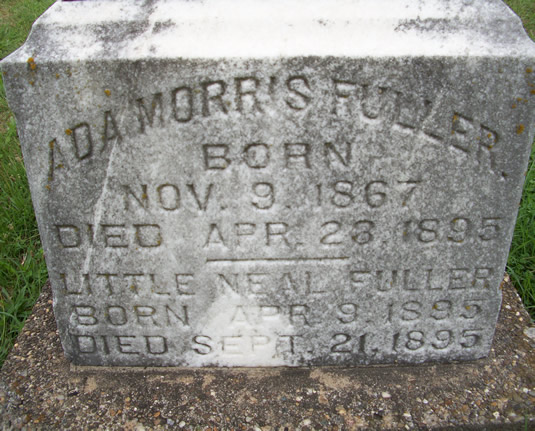 ADA MORRIS FULLER.
BORN
NOV. 9. 1867
DIED APR. 28. 1895
LITTLE NEAL FULLER
BORN APR. 9. 1895
DIED SEPT. 21. 1895